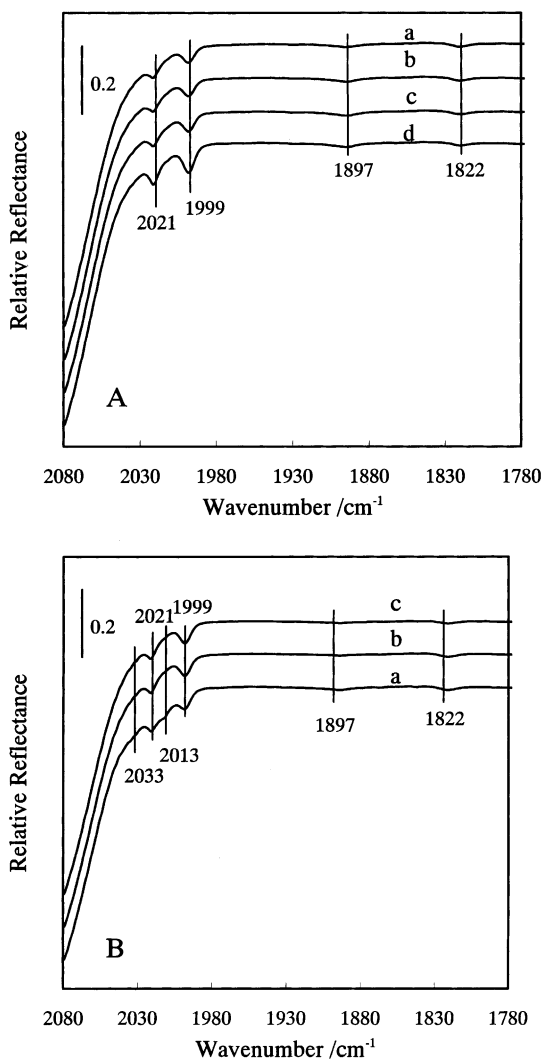 a
0.2
b
c
d
1897
1822
2021
1999
Relative Reflectance
A
2080
2030
1980
1930
1880
1830
1780
Wavenumber /cm-1
2021
1999
0.2
c
b
a
1897
1822
2013
2033
Relative Reflectance
B
2080
2030
1980
1930
1880
1830
1780
Wavenumber /cm-1